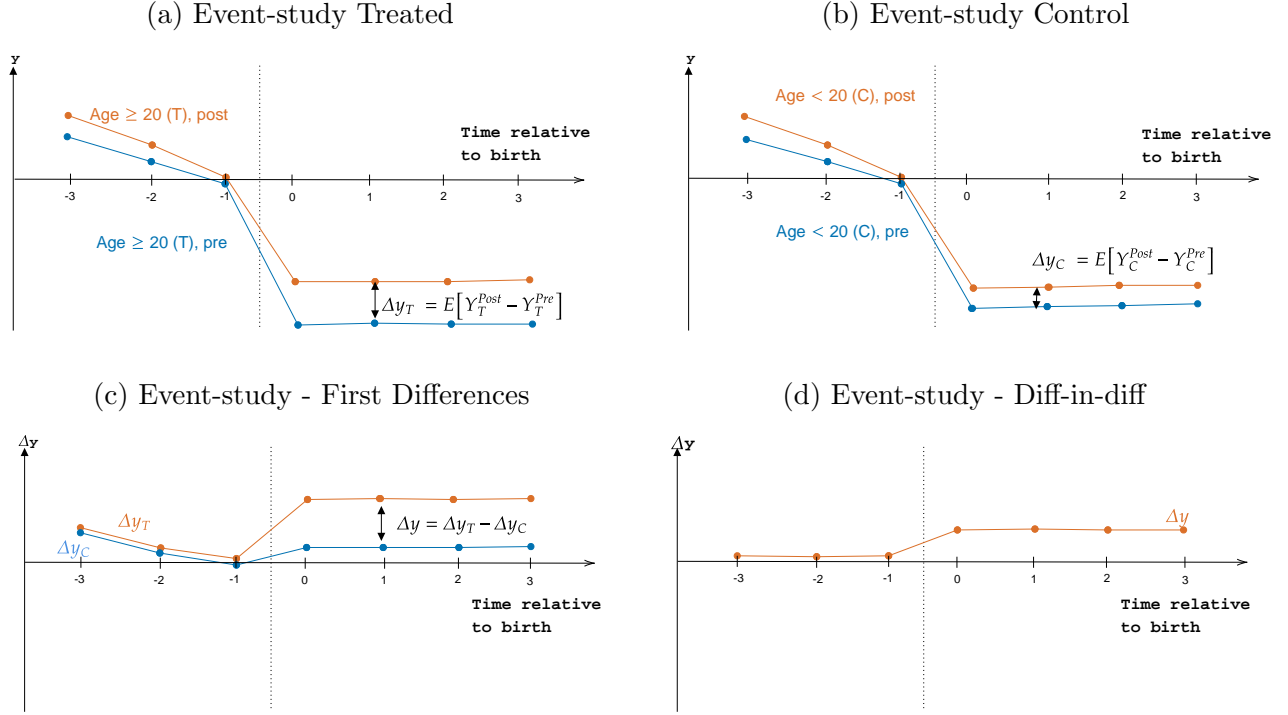 (a) Event-study Treated
y
Age ≥ 20 (T), post
Time relative
to birth
-3 -2 -1 0 1 2 3
Age ≥ 20 (T), pre
Δy_T = E[Y_T^Post − Y_T^Pre]
(b) Event-study Control
y
Age < 20 (C), post
Time relative
to birth
-3 -2 -1 0 1 2 3
Age < 20 (C), pre
Δy_C = E[Y_C^Post − Y_C^Pre]
(c) Event-study - First Differences
Δy
Δy_T
Δy_C
Δy = Δy_T − Δy_C
-3 -2 -1 0 1 2 3
Time relative
to birth
(d) Event-study - Diff-in-diff
Δy
Δy
-3 -2 -1 0 1 2 3
Time relative
to birth